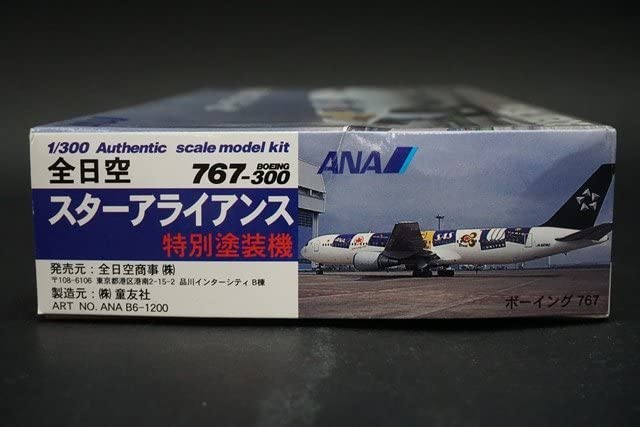 1/300 Authentic scale model kit
全日空 767-300 BOEING
スターアライアンス
特別塗装機
発売元：全日空商事㈱
〒108-6106 東京都港区港南2-15-2 品川インターシティ B棟
製造元：㈱童友社
ART NO. ANA B6-1200
ANA
SAS
ボーイング 767